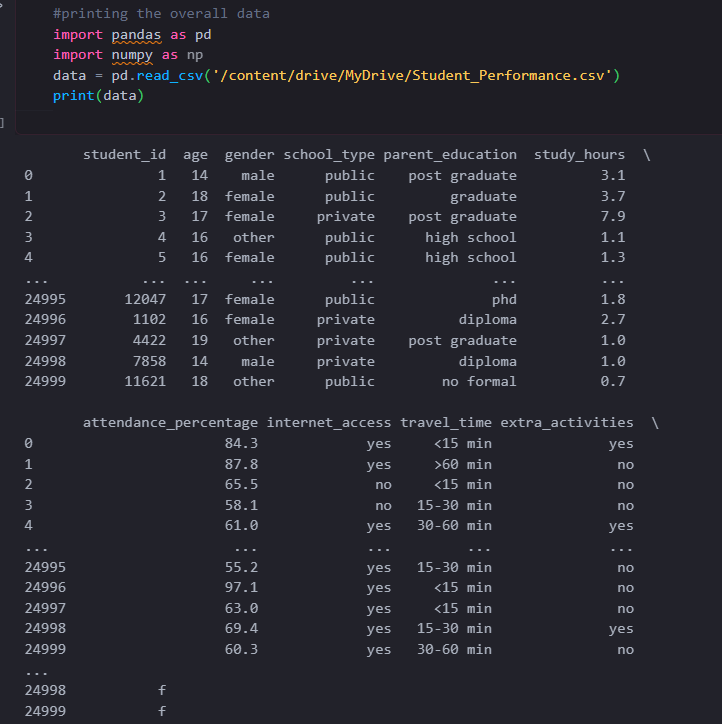 #printing the overall data
import pandas as pd
import numpy as np
data = pd.read_csv('/content/drive/MyDrive/Student_Performance.csv')
print(data)
student_id age gender school_type parent_education study_hours \
0 1 14 male public post graduate 3.1
1 2 18 female public graduate 3.7
2 3 17 female private post graduate 7.9
3 4 16 other public high school 1.1
4 5 16 female public high school 1.3
... ... ... ... ... ... ...
24995 12047 17 female public phd 1.8
24996 1102 16 female private diploma 2.7
24997 4422 19 other private post graduate 1.0
24998 7858 14 male private diploma 1.0
24999 11621 18 other public no formal 0.7
attendance_percentage internet_access travel_time extra_activities \
0 84.3 yes <15 min yes
1 87.8 yes >60 min no
2 65.5 no <15 min no
3 58.1 no 15-30 min no
4 61.0 yes 30-60 min yes
... ... ... ... ...
24995 55.2 yes 15-30 min no
24996 97.1 yes <15 min no
24997 63.0 yes <15 min no
24998 69.4 yes 15-30 min yes
24999 60.3 yes 30-60 min no
...
24998 f
24999 f